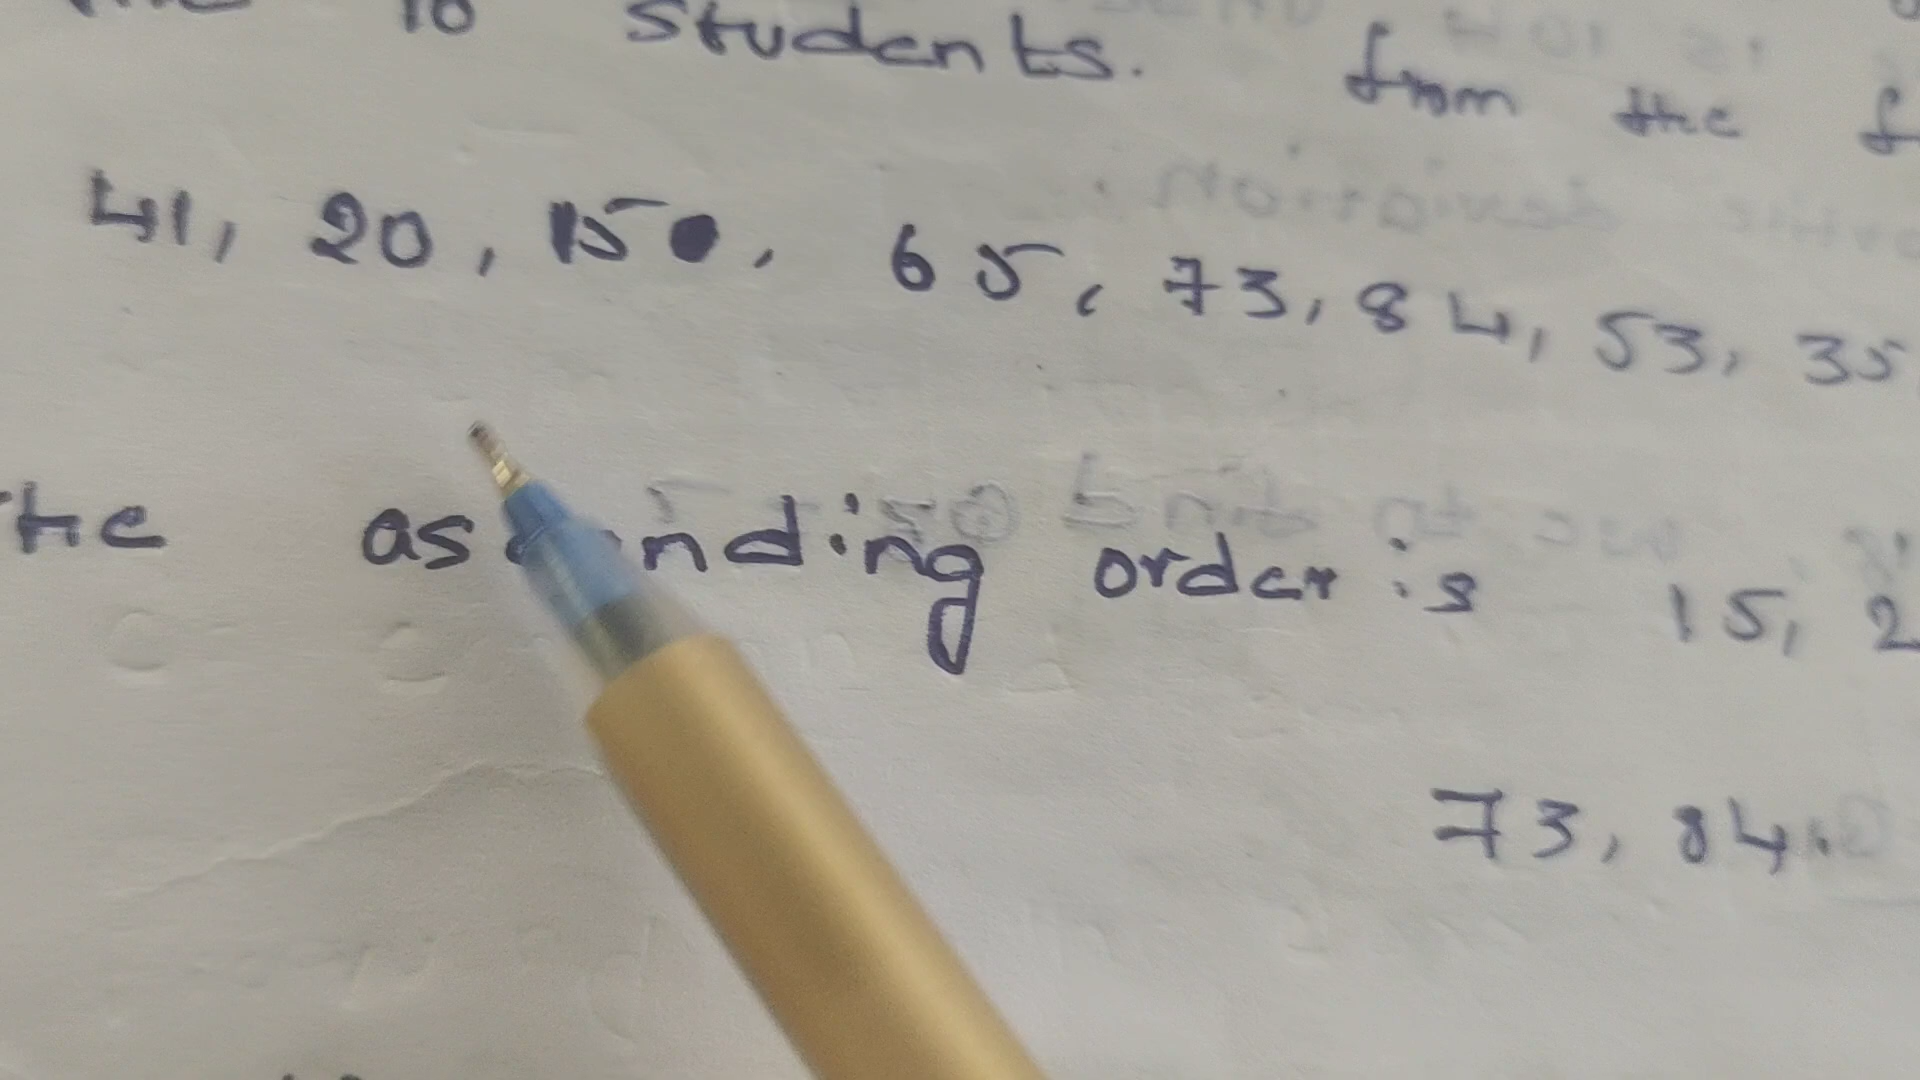 10 students. from the f
41, 20, 15, 65, 73, 84, 53, 35
the asending order is 15, 2
73, 84.